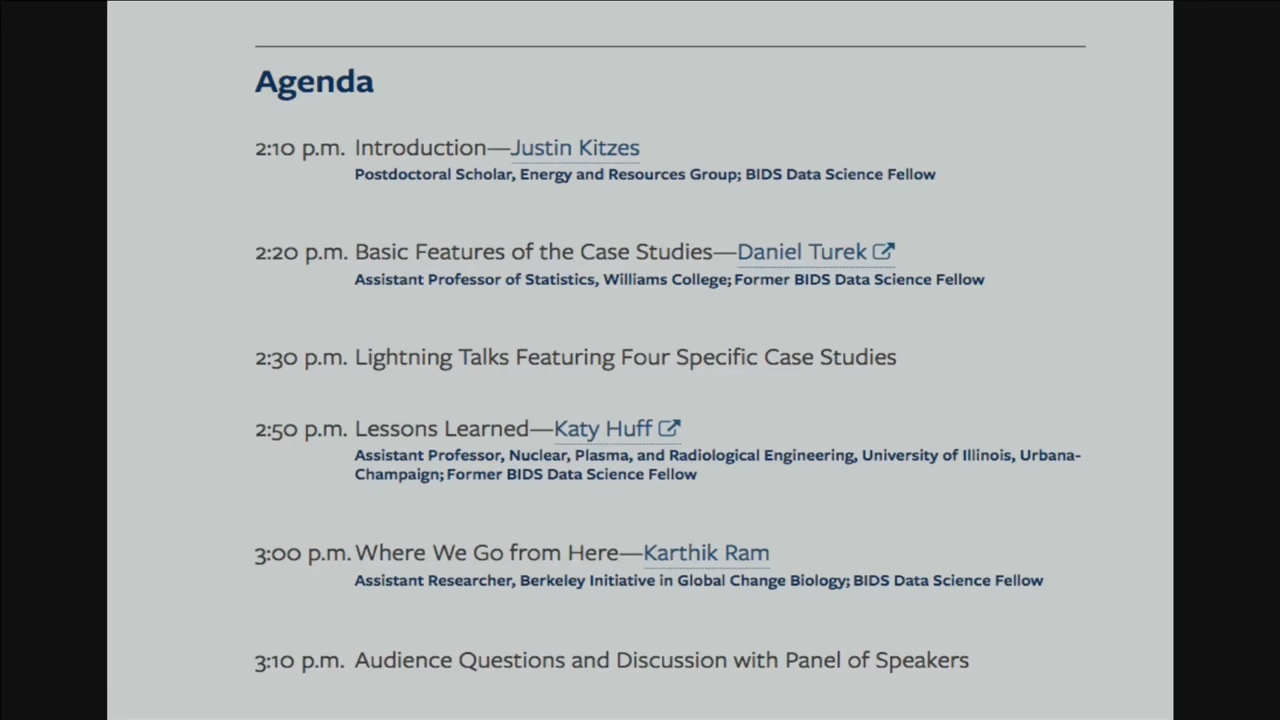 Agenda
2:10 p.m. Introduction—Justin Kitzes
Postdoctoral Scholar, Energy and Resources Group; BIDS Data Science Fellow
2:20 p.m. Basic Features of the Case Studies—Daniel Turek
Assistant Professor of Statistics, Williams College; Former BIDS Data Science Fellow
2:30 p.m. Lightning Talks Featuring Four Specific Case Studies
2:50 p.m. Lessons Learned—Katy Huff
Assistant Professor, Nuclear, Plasma, and Radiological Engineering, University of Illinois, Urbana-
Champaign; Former BIDS Data Science Fellow
3:00 p.m. Where We Go from Here—Karthik Ram
Assistant Researcher, Berkeley Initiative in Global Change Biology; BIDS Data Science Fellow
3:10 p.m. Audience Questions and Discussion with Panel of Speakers